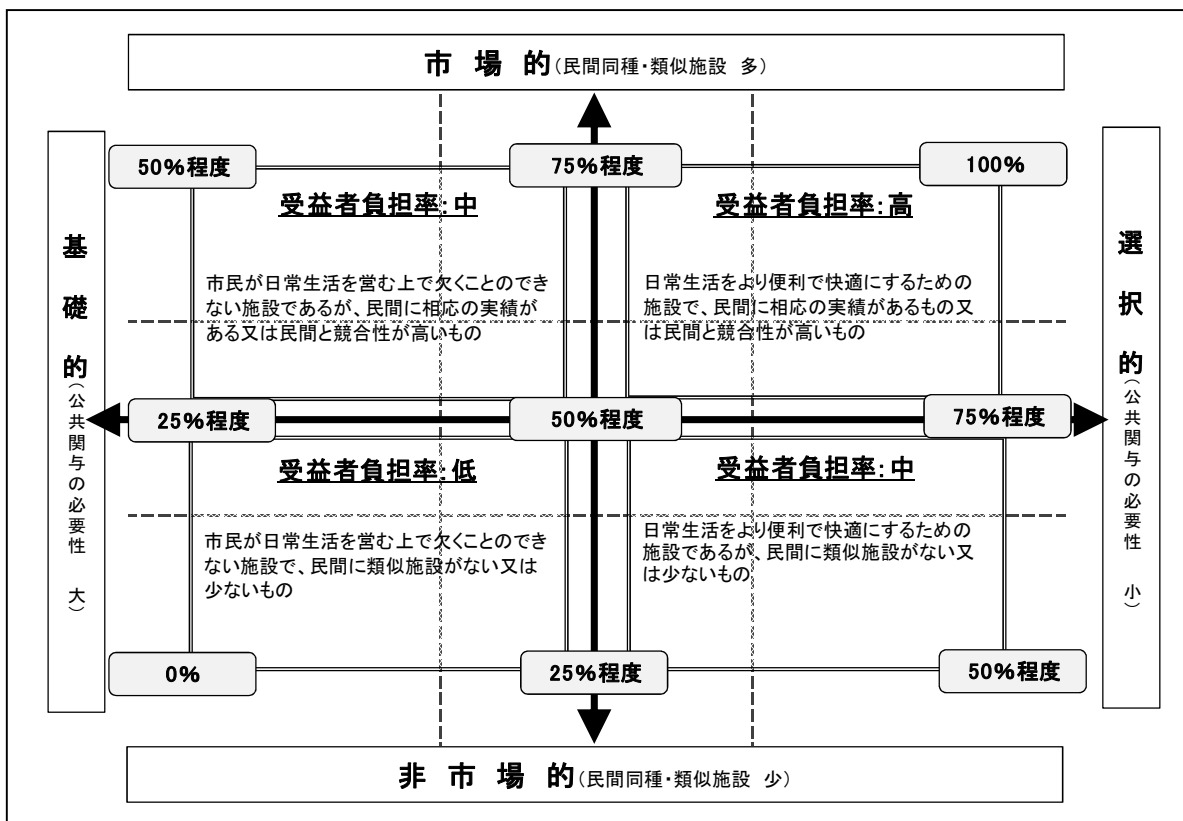 市場的(民間同種・類似施設 多)
基礎的(公共関与の必要性 大)
選択的(公共関与の必要性 小)
50%程度
75%程度
100%
受益者負担率:中
市民が日常生活を営む上で欠くことのでき
ない施設であるが、民間に相応の実績が
ある又は民間と競合性が高いもの
受益者負担率:高
日常生活をより便利で快適にするための
施設で、民間に相応の実績があるもの又
は民間と競合性が高いもの
25%程度
50%程度
75%程度
受益者負担率:低
市民が日常生活を営む上で欠くことのでき
ない施設で、民間に類似施設がない又は
少ないもの
受益者負担率:中
日常生活をより便利で快適にするための
施設であるが、民間に類似施設がない又
は少ないもの
0%
25%程度
50%程度
非市場的(民間同種・類似施設 少)